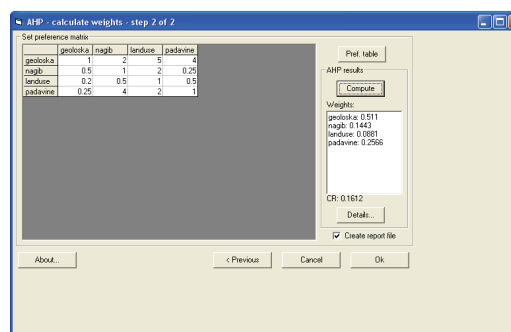 AHP - calculate weights - step 2 of 2
Set preference matrix
geoloska nagib landuse padavine
geoloska 1 2 5 4
nagib 0.5 1 2 0.25
landuse 0.2 0.5 1 0.5
padavine 0.25 4 2 1
Pref. table
AHP results
Compute
Weights:
geoloska: 0.511
nagib: 0.1443
landuse: 0.0881
padavine: 0.2566
CR: 0.1612
Details...
Create report file
About... < Previous Cancel Ok